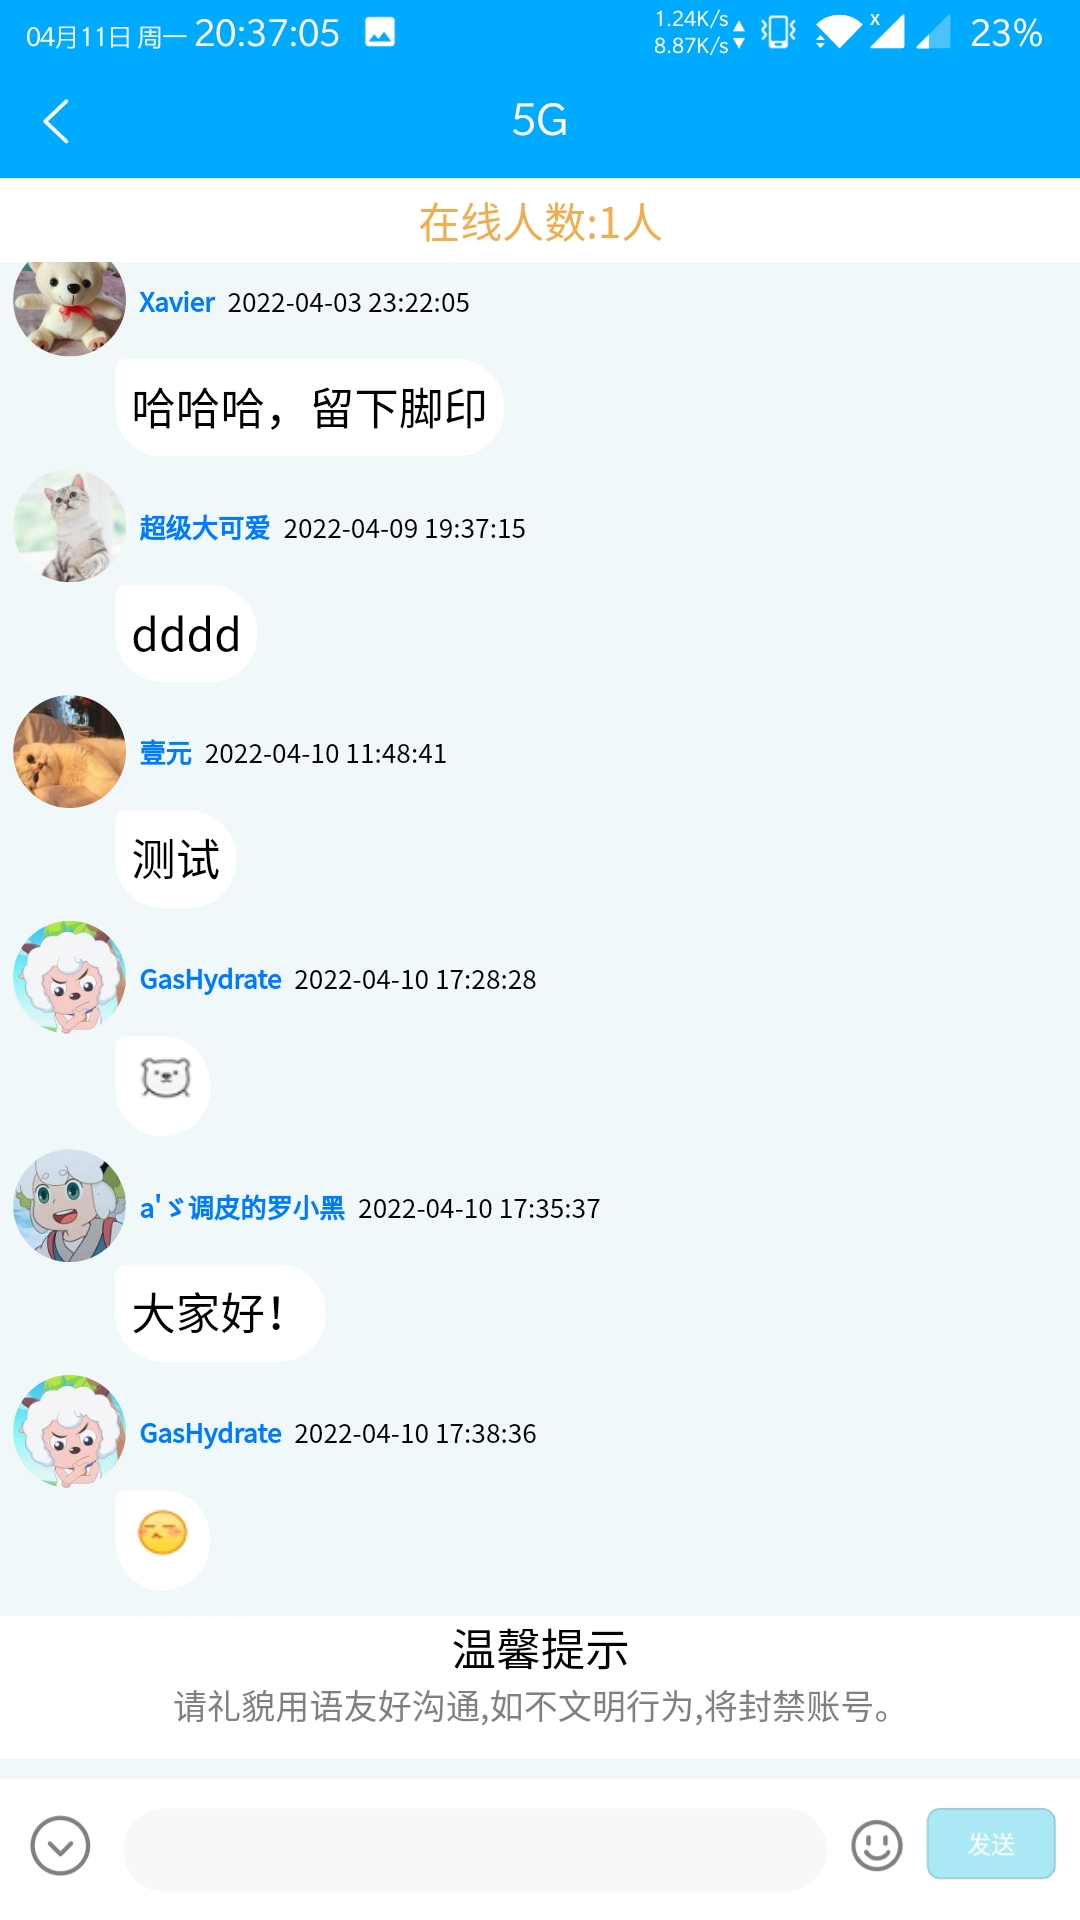 04月11日 周一 20:37:05
1.24K/s
8.87K/s
x
23%
5G
在线人数:1人
Xavier 2022-04-03 23:22:05
哈哈哈，留下脚印
超级大可爱 2022-04-09 19:37:15
dddd
壹元 2022-04-10 11:48:41
测试
GasHydrate 2022-04-10 17:28:28
a'ゞ调皮的罗小黑 2022-04-10 17:35:37
大家好！
GasHydrate 2022-04-10 17:38:36
温馨提示
请礼貌用语友好沟通,如不文明行为,将封禁账号。
发送